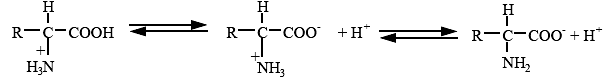 H H H
R—C—COOH ⇌ R—C—COO⁻ + H⁺ ⇌ R—C—COO⁻ + H⁺
+ +
H₃N NH₃ NH₂